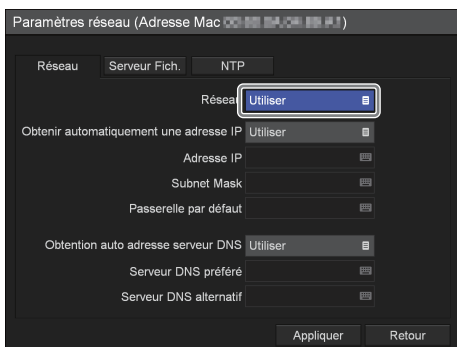 Paramètres réseau (Adresse Mac )
Réseau Serveur Fich. NTP
Réseau Utiliser
Obtenir automatiquement une adresse IP Utiliser
Adresse IP
Subnet Mask
Passerelle par défaut
Obtention auto adresse serveur DNS Utiliser
Serveur DNS préféré
Serveur DNS alternatif
Appliquer Retour